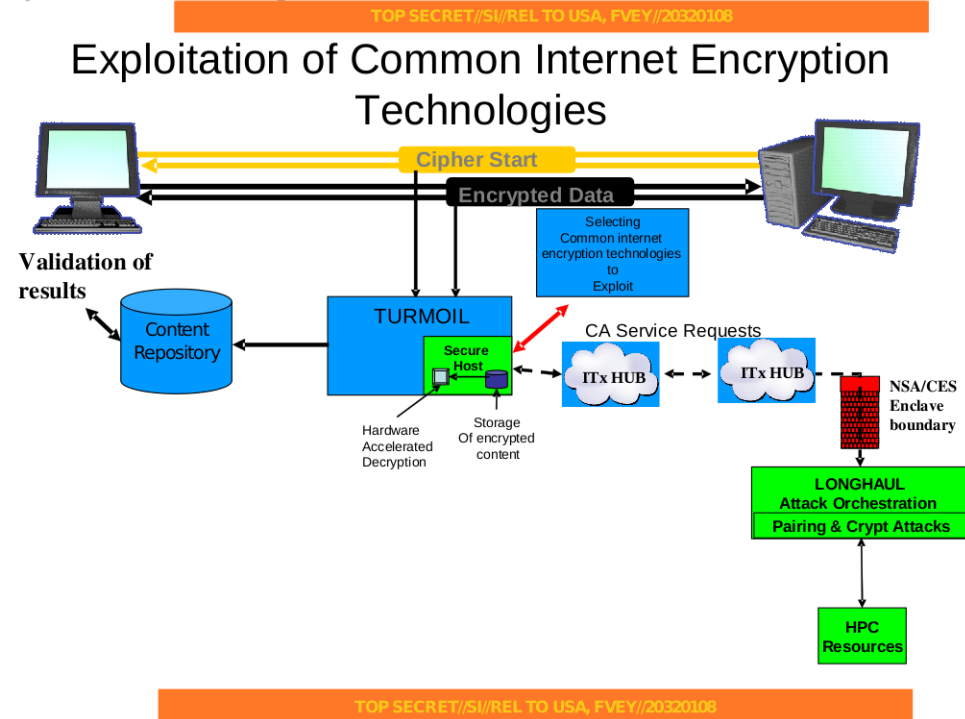 TOP SECRET//SI//REL TO USA, FVEY//20320108
Exploitation of Common Internet Encryption
Technologies
Cipher Start
Encrypted Data
Selecting
Common internet
encryption technologies
to
Exploit
Validation of
results
Content
Repository
TURMOIL
Secure
Host
CA Service Requests
ITx HUB
ITx HUB
NSA/CES
Enclave
boundary
Hardware
Accelerated
Decryption
Storage
Of encrypted
content
LONGHAUL
Attack Orchestration
Pairing & Crypt Attacks
HPC
Resources
TOP SECRET//SI//REL TO USA, FVEY//20320108